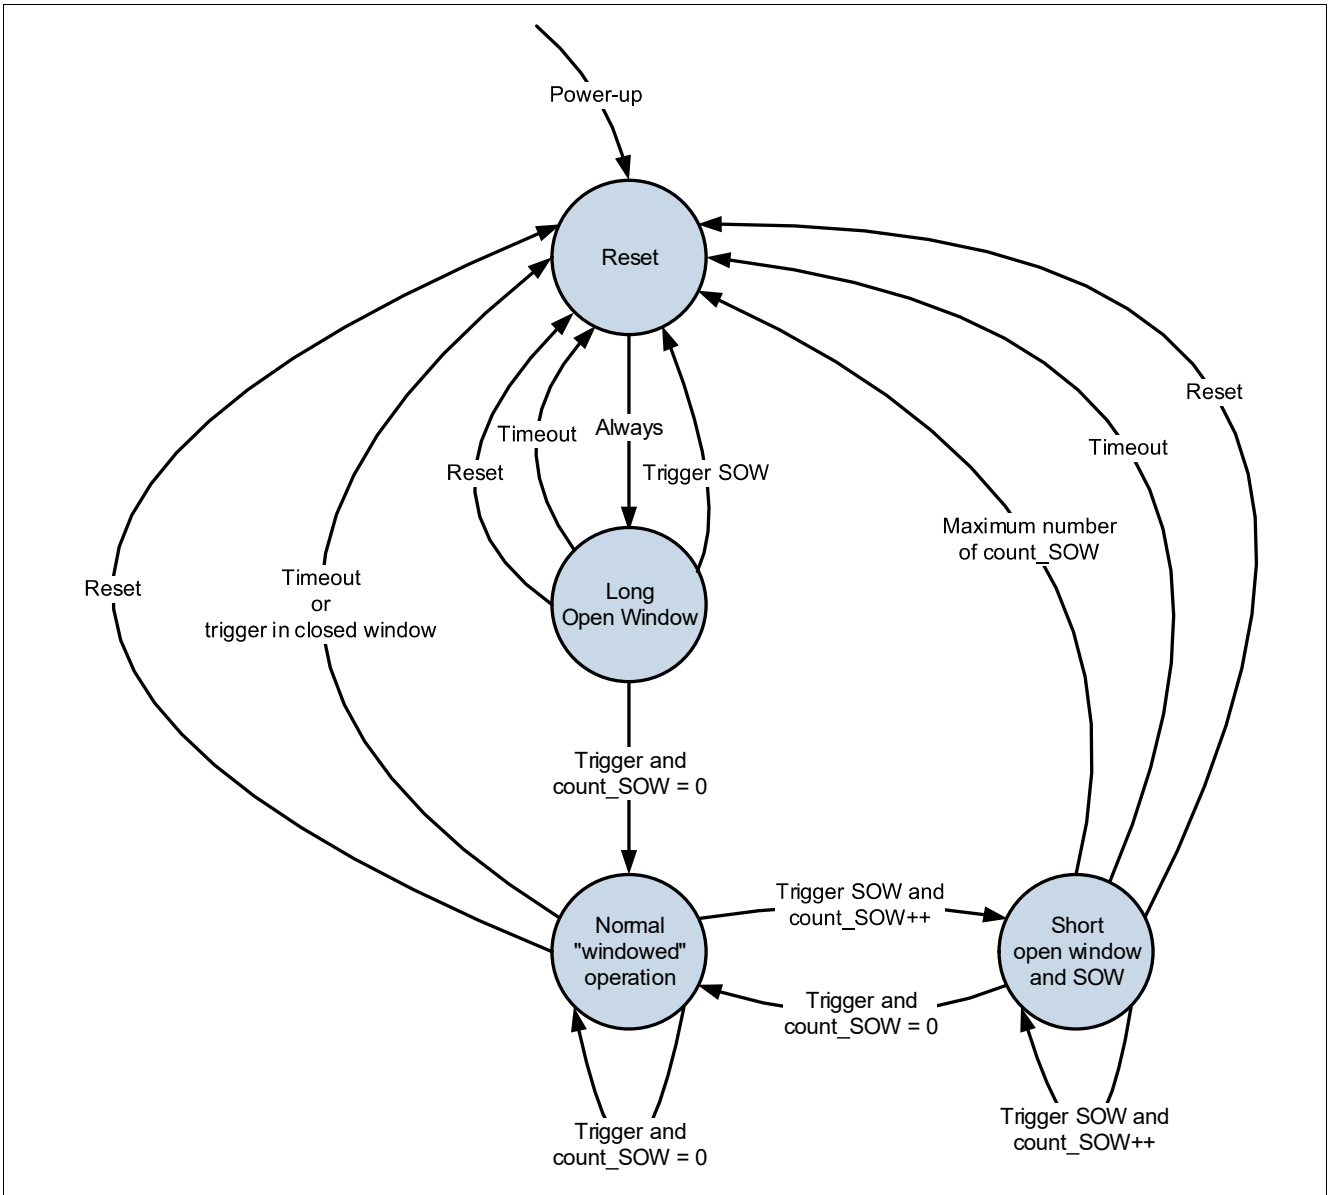 Power-up
Reset
Reset
Always
Timeout
Timeout
Reset
Trigger SOW
Maximum number
of count_SOW
Timeout
or
trigger in closed window
Reset
Long
Open Window
Trigger and
count_SOW = 0
Trigger SOW and
count_SOW++
Normal
"windowed"
operation
Short
open window
and SOW
Trigger and
count_SOW = 0
Trigger SOW and
count_SOW++
Trigger and
count_SOW = 0